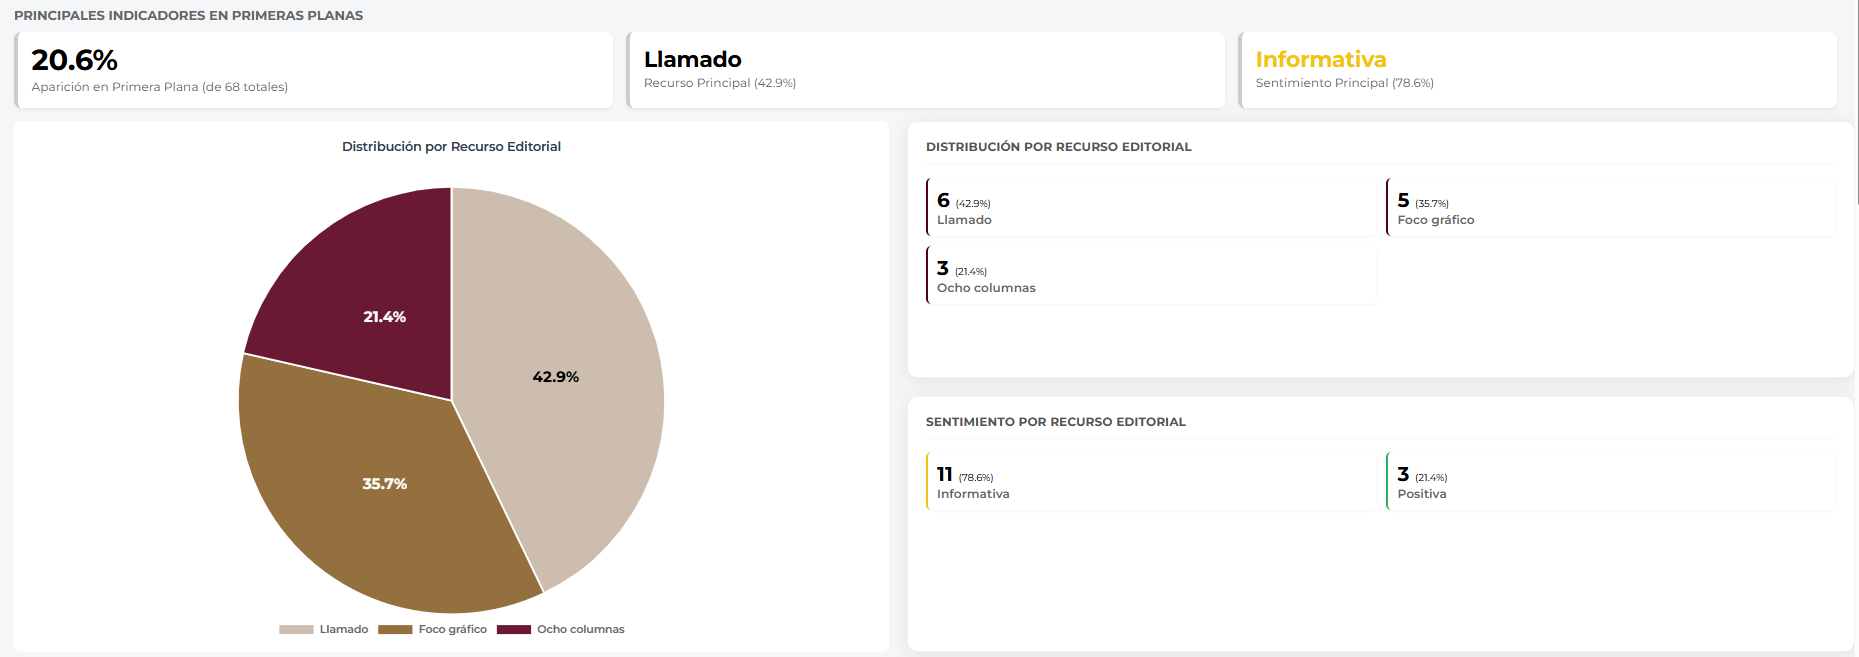 PRINCIPALES INDICADORES EN PRIMERAS PLANAS
20.6%
Aparición en Primera Plana (de 68 totales)
Llamado
Recurso Principal (42.9%)
Informativa
Sentimiento Principal (78.6%)
Distribución por Recurso Editorial
21.4%
42.9%
35.7%
Llamado
Foco gráfico
Ocho columnas
DISTRIBUCIÓN POR RECURSO EDITORIAL
6 (42.9%)
Llamado
5 (35.7%)
Foco gráfico
3 (21.4%)
Ocho columnas
SENTIMIENTO POR RECURSO EDITORIAL
11 (78.6%)
Informativa
3 (21.4%)
Positiva